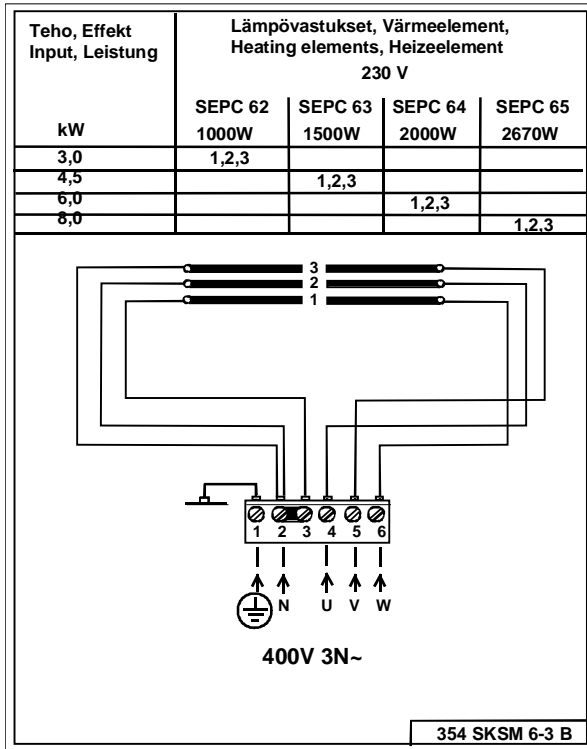 Teho, Effekt
Input, Leistung
Lämpövastukset, Värmeelement,
Heating elements, Heizeelement
230 V
kW
SEPC 62 SEPC 63 SEPC 64 SEPC 65
1000W 1500W 2000W 2670W
3,0 1,2,3
4,5 1,2,3
6,0 1,2,3
8,0 1,2,3
3
2
1
1 2 3 4 5 6
N U V W
400V 3N~
354 SKSM 6-3 B